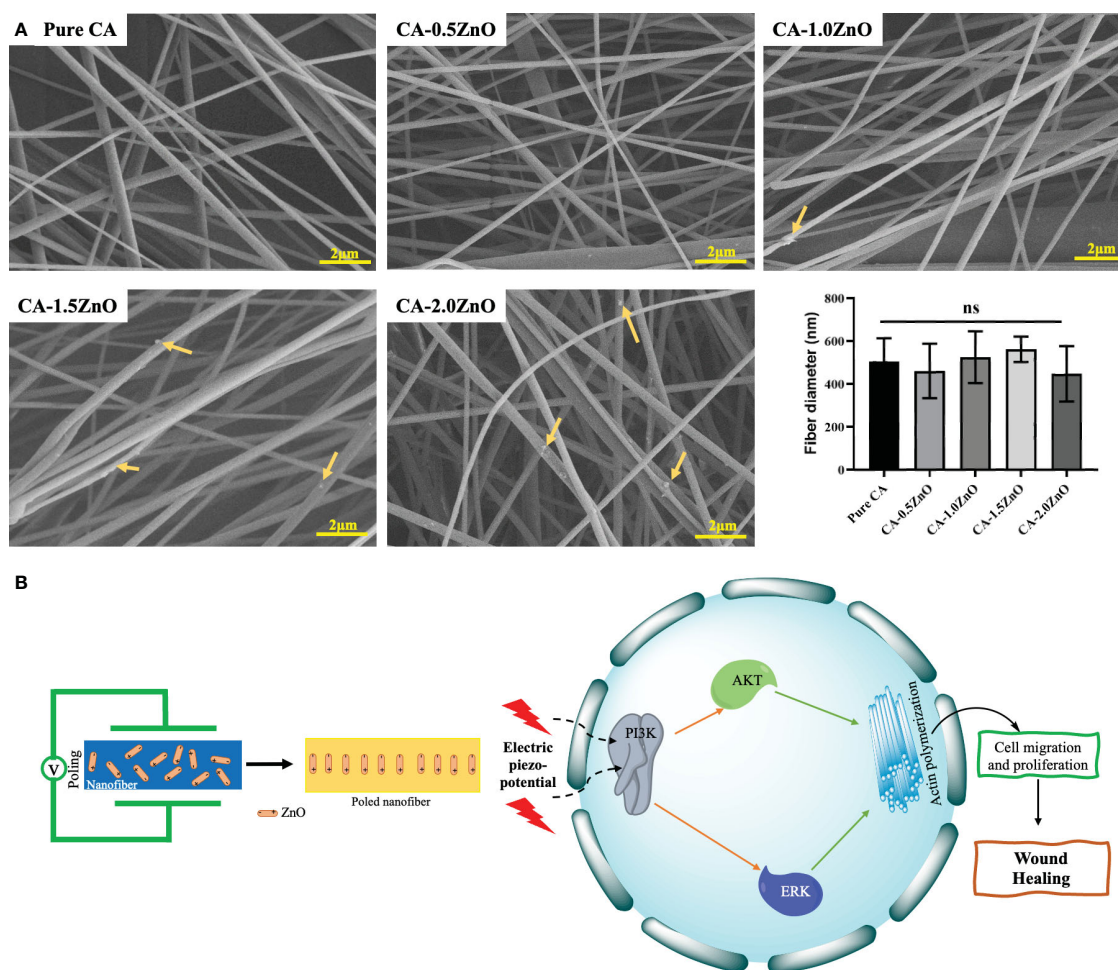 A
Pure CA
2μm
CA-0.5ZnO
2μm
CA-1.0ZnO
2μm
CA-1.5ZnO
2μm
CA-2.0ZnO
2μm
ns
Fiber diameter (nm)
800
600
400
200
0
Pure CA
CA-0.5ZnO
CA-1.0ZnO
CA-1.5ZnO
CA-2.0ZnO
B
V
Poling
Nanofiber
ZnO
Poled nanofiber
Electric
piezo-
potential
PI3K
AKT
ERK
Actin polymerization
Cell migration
and proliferation
Wound
Healing